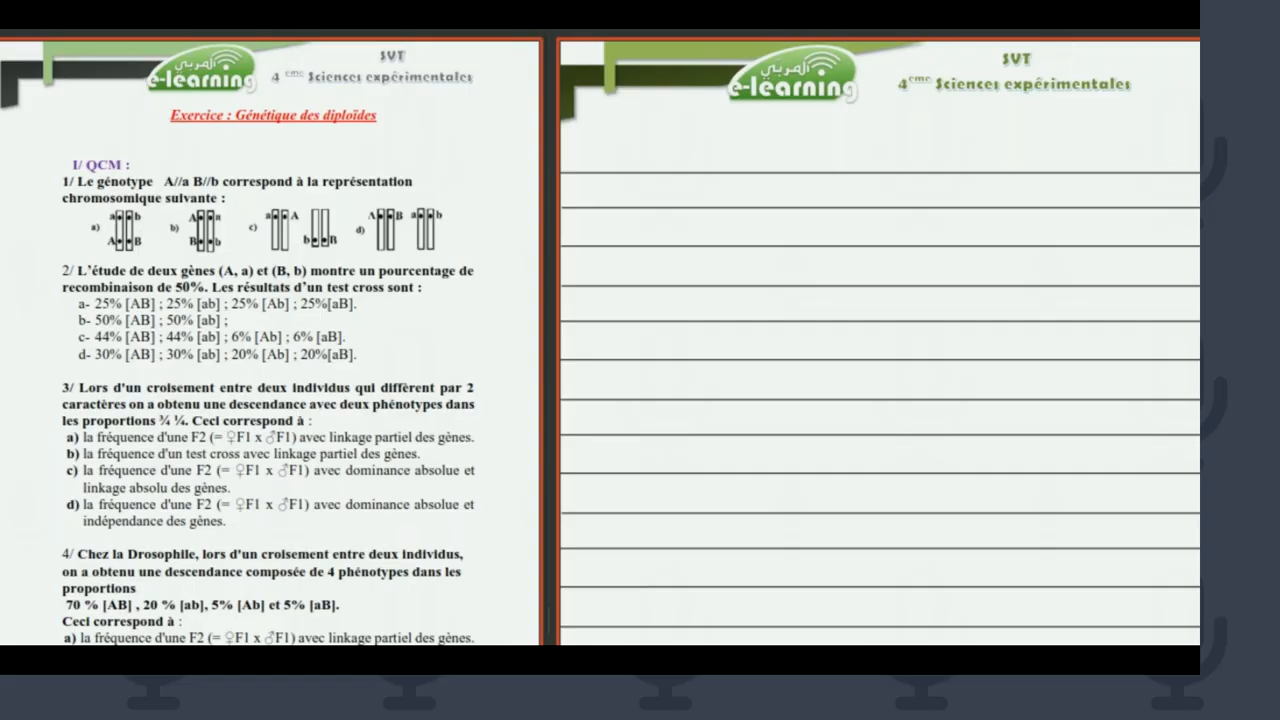 العربي
e-learning
SVT
4 eme Sciences expérimentales
Exercice : Génétique des diploïdes
I/ QCM :
1/ Le génotype A//a B//b correspond à la représentation
chromosomique suivante :
a) a b A B b) A a B b c) a A b B d) A B a b
2/ L'étude de deux gènes (A, a) et (B, b) montre un pourcentage de
recombinaison de 50%. Les résultats d'un test cross sont :
a- 25% [AB] ; 25% [ab] ; 25% [Ab] ; 25%[aB].
b- 50% [AB] ; 50% [ab] ;
c- 44% [AB] ; 44% [ab] ; 6% [Ab] ; 6% [aB].
d- 30% [AB] ; 30% [ab] ; 20% [Ab] ; 20%[aB].
3/ Lors d'un croisement entre deux individus qui diffèrent par 2
caractères on a obtenu une descendance avec deux phénotypes dans
les proportions ¾ ¼. Ceci correspond à :
a) la fréquence d'une F2 (= ♀F1 x ♂F1) avec linkage partiel des gènes.
b) la fréquence d'un test cross avec linkage partiel des gènes.
c) la fréquence d'une F2 (= ♀F1 x ♂F1) avec dominance absolue et
linkage absolu des gènes.
d) la fréquence d'une F2 (= ♀F1 x ♂F1) avec dominance absolue et
indépendance des gènes.
4/ Chez la Drosophile, lors d'un croisement entre deux individus,
on a obtenu une descendance composée de 4 phénotypes dans les
proportions
70 % [AB] , 20 % [ab], 5% [Ab] et 5% [aB].
Ceci correspond à :
a) la fréquence d'une F2 (= ♀F1 x ♂F1) avec linkage partiel des gènes.
العربي
e-learning
SVT
4eme Sciences expérimentales